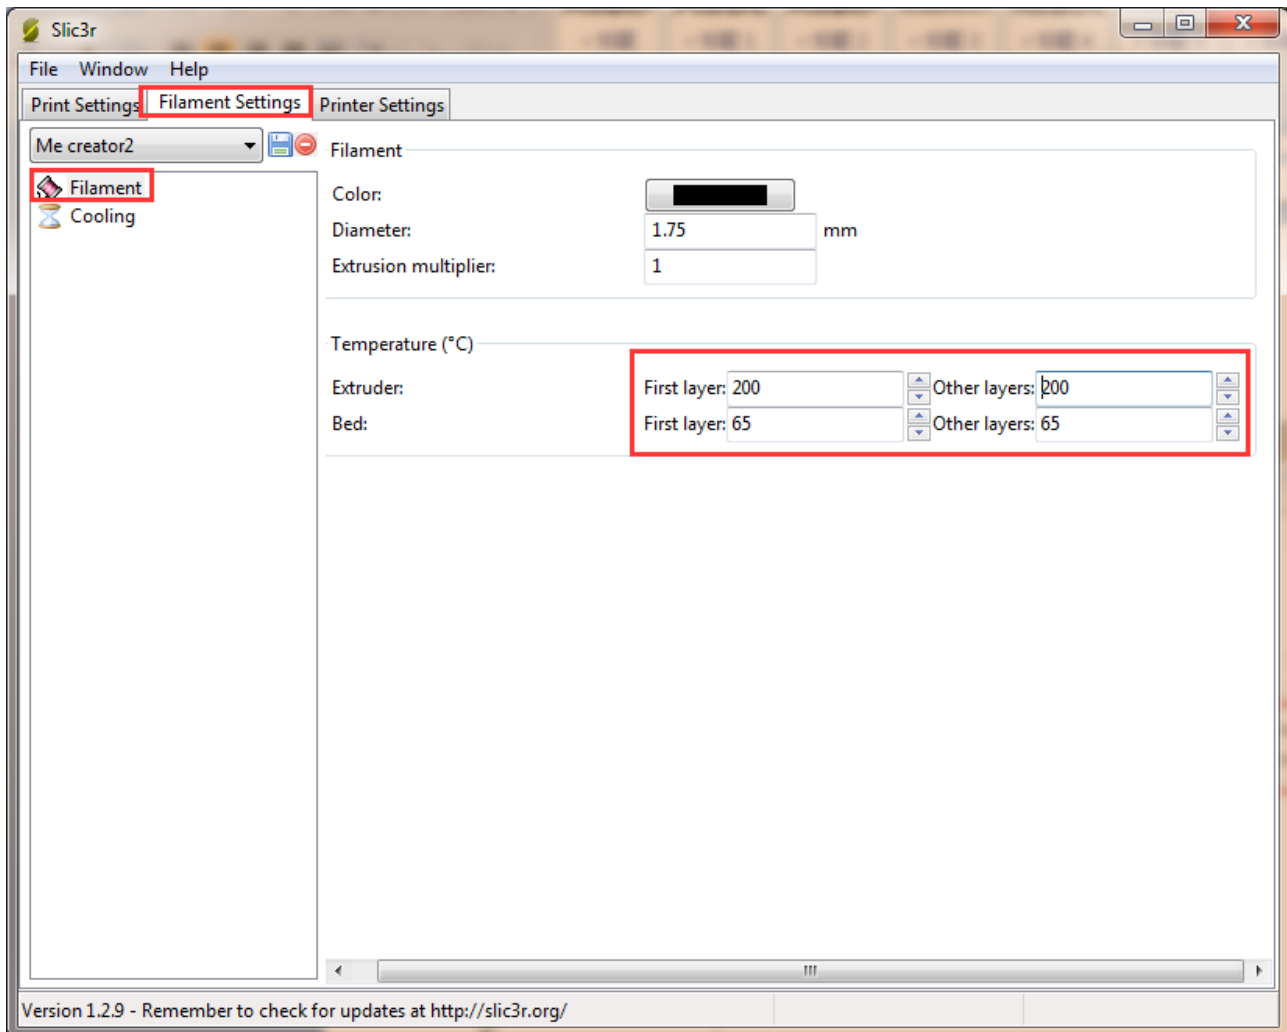 Slic3r
File Window Help
Print Settings Filament Settings Printer Settings
Me creator2
Filament
Cooling
Filament
Color:
Diameter: 1.75 mm
Extrusion multiplier: 1
Temperature (°C)
Extruder: First layer: 200 Other layers: 200
Bed: First layer: 65 Other layers: 65
Version 1.2.9 - Remember to check for updates at http://slic3r.org/